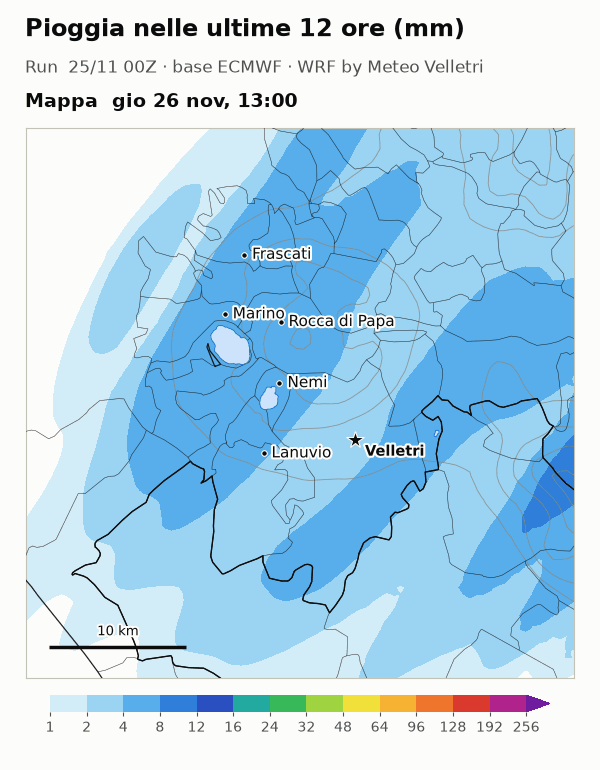 Pioggia nelle ultime 12 ore (mm)
Run  25/11 00Z · base ECMWF · WRF by Meteo Velletri
Mappa  gio 26 nov, 13:00
Frascati
Marino
Rocca di Papa
Nemi
Velletri
Lanuvio
10 km
1 2 4 8 12 16 24 32 48 64 96 128 192 256